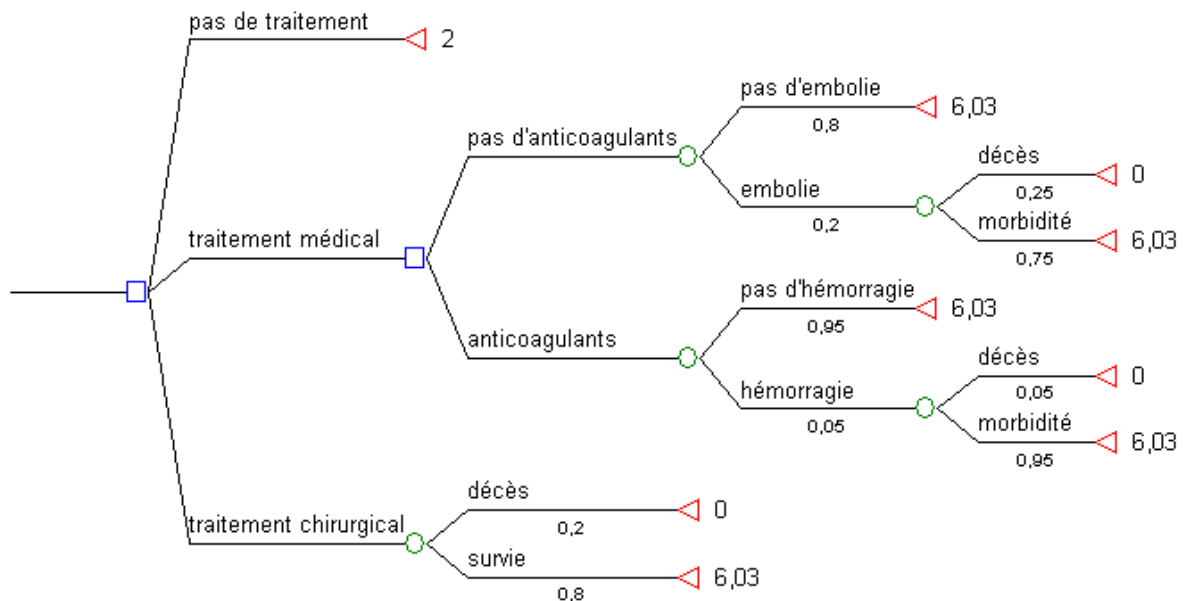 pas de traitement
2
pas d'embolie
6,03
0,8
pas d'anticoagulants
décès
0
0,25
embolie
0,2
morbidité
6,03
0,75
traitement médical
pas d'hémorragie
6,03
0,95
anticoagulants
décès
0
0,05
hémorragie
0,05
morbidité
6,03
0,95
décès
0
0,2
traitement chirurgical
survie
6,03
0,8